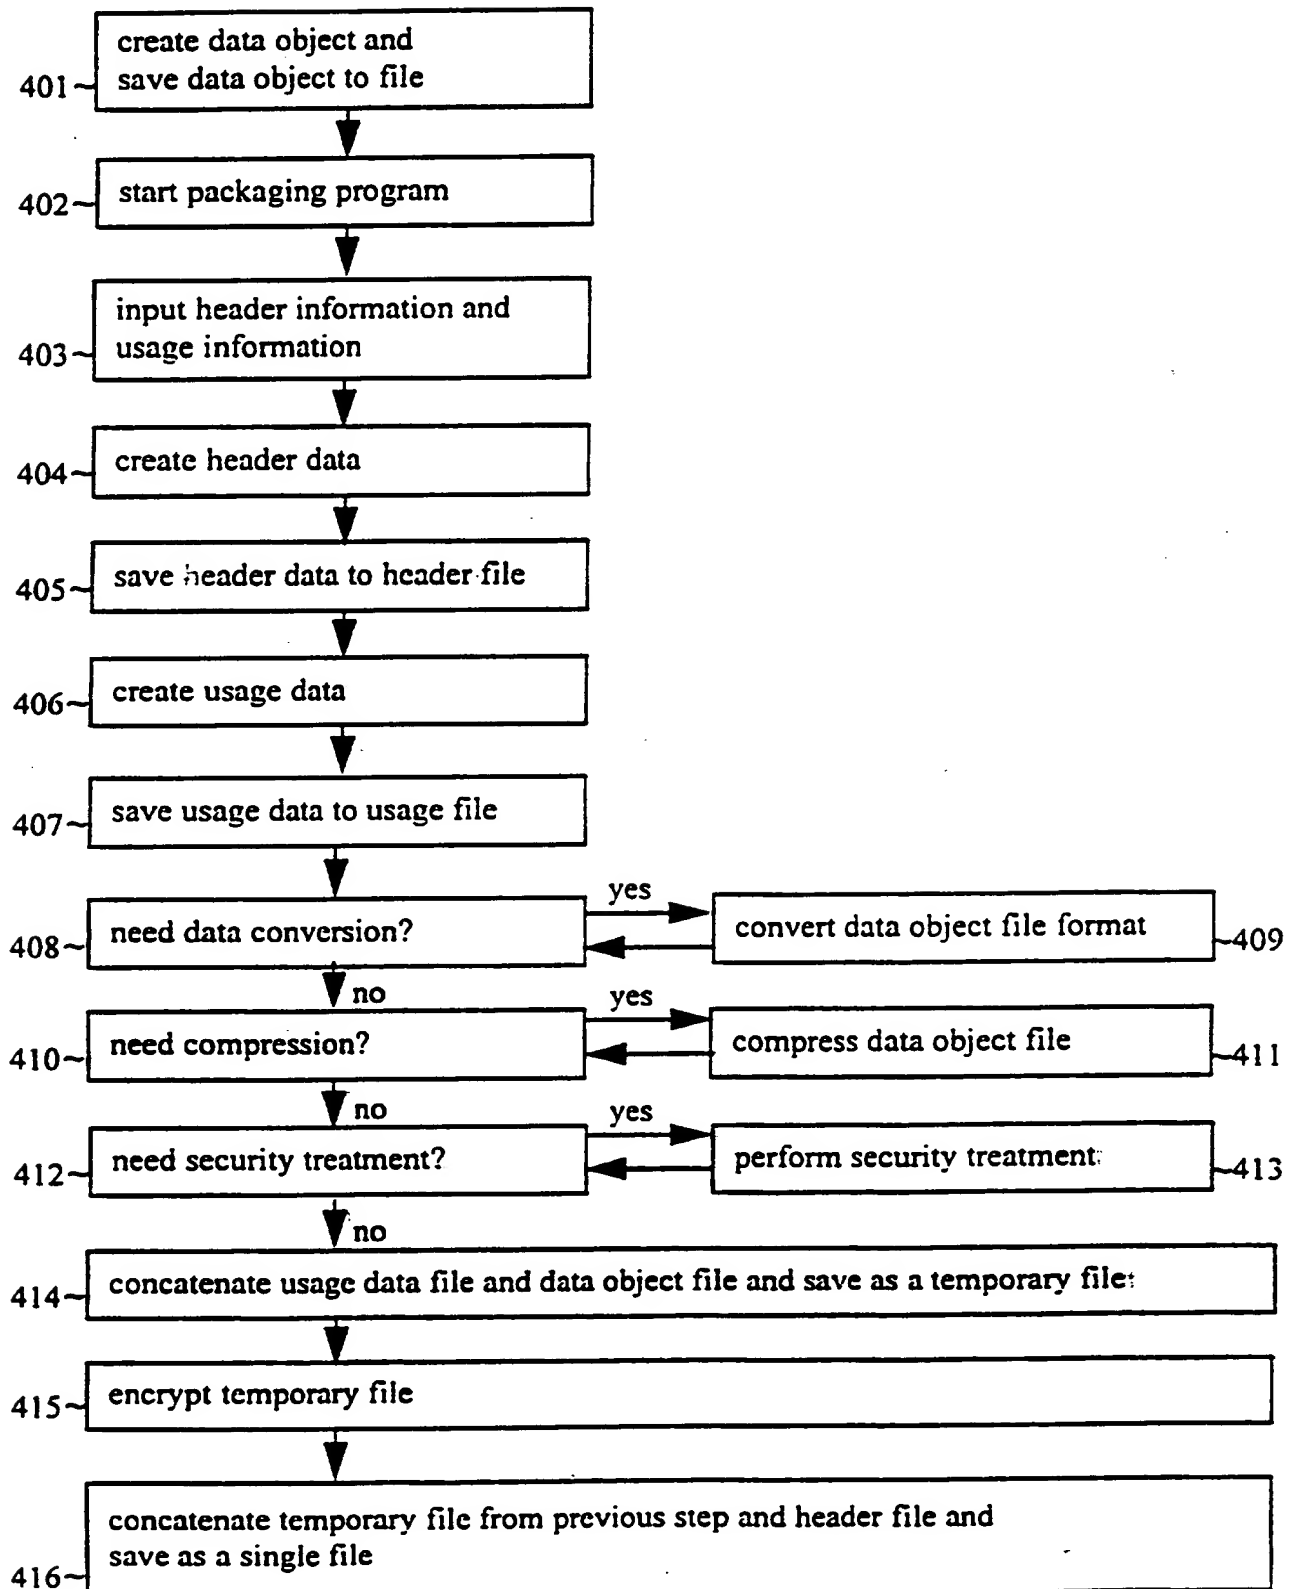 create data object and
save data object to file
401
start packaging program
402
input header information and
usage information
403
create header data
404
save header data to header file
405
create usage data
406
save usage data to usage file
407
need data conversion?
408
yes
convert data object file format
409
no
need compression?
410
yes
compress data object file
411
no
need security treatment?
412
yes
perform security treatment
413
no
concatenate usage data file and data object file and save as a temporary file
414
encrypt temporary file
415
concatenate temporary file from previous step and header file and
save as a single file
416